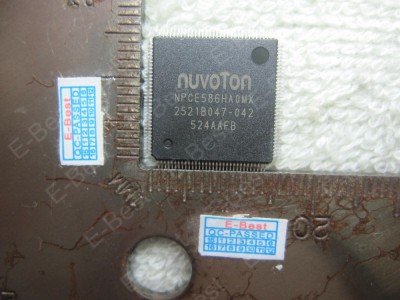 nuvoTon
NPCE586HA0MX
2521B047-042
524AAFB
E-Best
QC-PASSED
E-Best
QC-PASSED
20